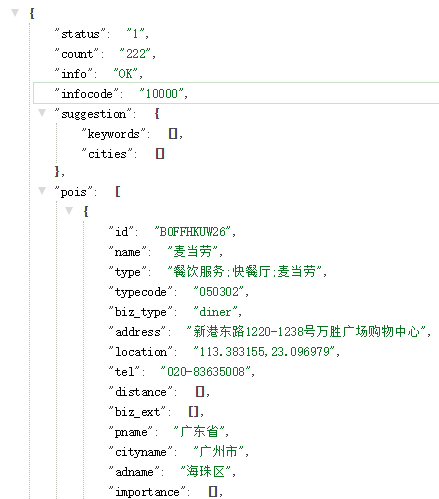 {
"status": "1",
"count": "222",
"info": "OK",
"infocode": "10000",
"suggestion": {
"keywords": [],
"cities": []
},
"pois": [
{
"id": "B0FFHKUW26",
"name": "麦当劳",
"type": "餐饮服务;快餐厅;麦当劳",
"typecode": "050302",
"biz_type": "diner",
"address": "新港东路1220-1238号万胜广场购物中心",
"location": "113.383155,23.096979",
"tel": "020-83635008",
"distance": [],
"biz_ext": [],
"pname": "广东省",
"cityname": "广州市",
"adname": "海珠区",
"importance": [],